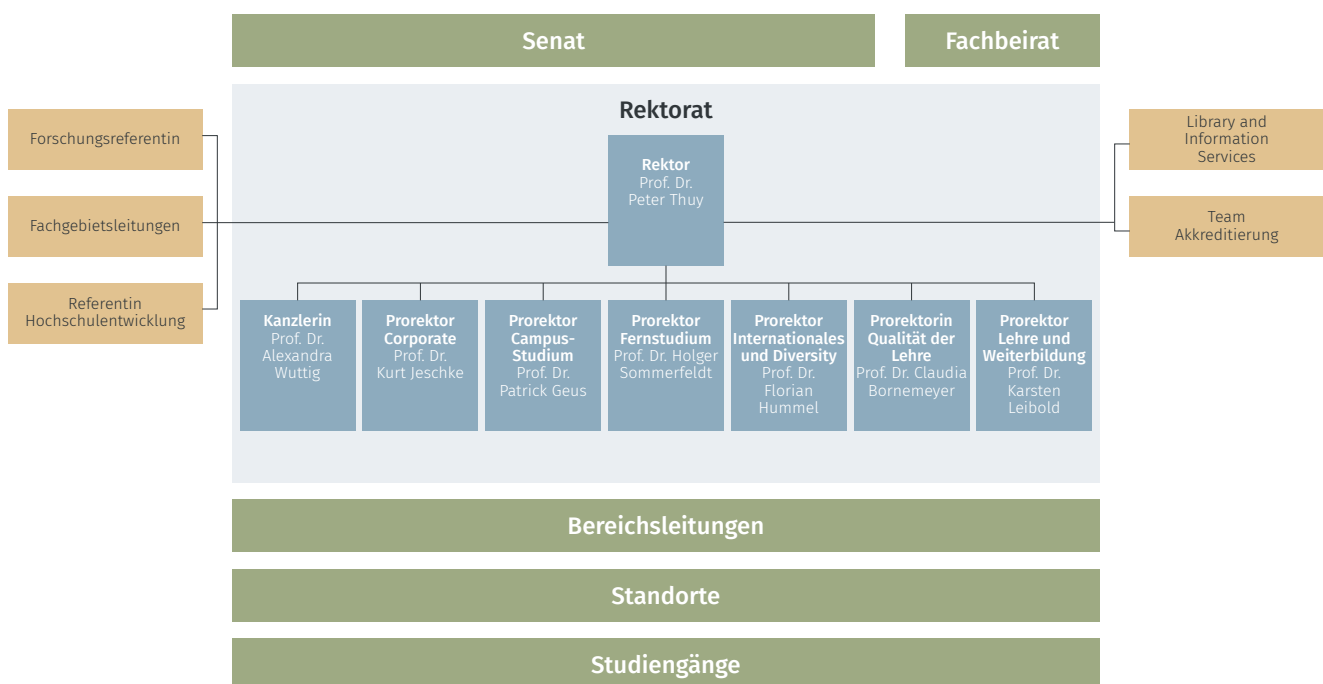 Senat
Fachbeirat
Rektorat
Forschungsreferentin
Fachgebietsleitungen
Referentin
Hochschulentwicklung
Rektor
Prof. Dr.
Peter Thuy
Library and
Information
Services
Team
Akkreditierung
Kanzlerin
Prof. Dr.
Alexandra
Wuttig
Prorektor
Corporate
Prof. Dr.
Kurt Jeschke
Prorektor
Campus-
Studium
Prof. Dr.
Patrick Geus
Prorektor
Fernstudium
Prof. Dr. Holger
Sommerfeldt
Prorektor
Internationales
und Diversity
Prof. Dr.
Florian
Hummel
Prorektorin
Qualität der
Lehre
Prof. Dr. Claudia
Bornemeyer
Prorektor
Lehre und
Weiterbildung
Prof. Dr.
Karsten
Leibold
Bereichsleitungen
Standorte
Studiengänge